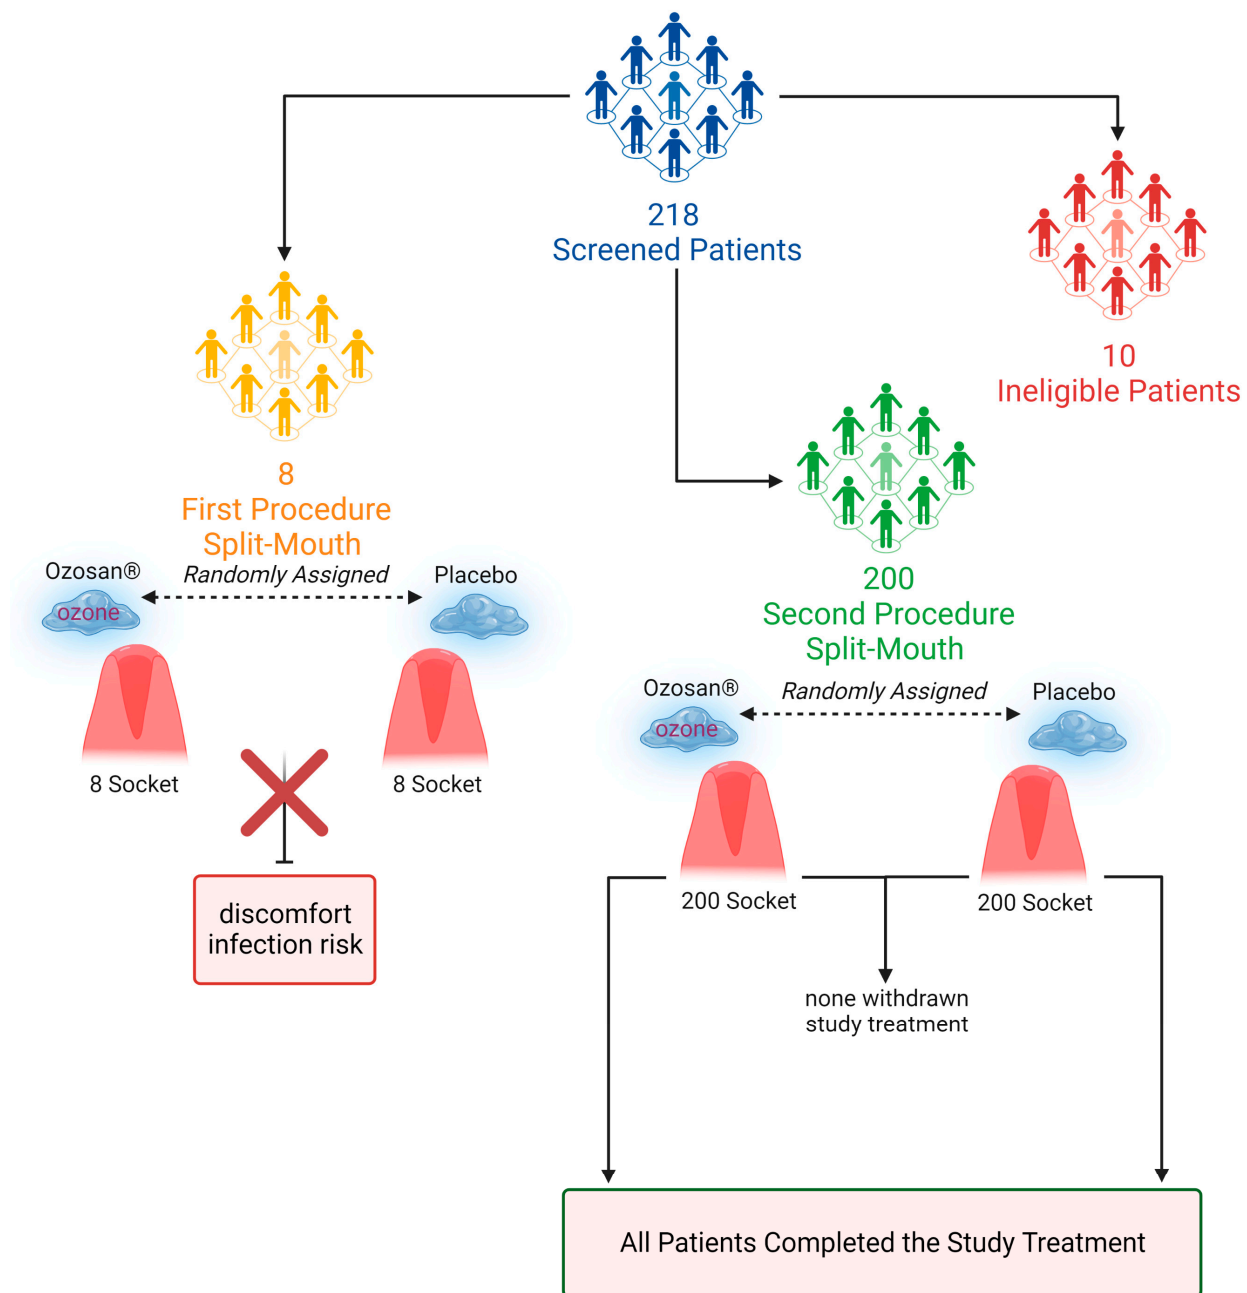 218
Screened Patients
10
Ineligible Patients
8
First Procedure
Split-Mouth
Ozosan®
Randomly Assigned
Placebo
ozone
8 Socket
8 Socket
discomfort
infection risk
200
Second Procedure
Split-Mouth
Ozosan®
Randomly Assigned
Placebo
ozone
200 Socket
200 Socket
none withdrawn
study treatment
All Patients Completed the Study Treatment